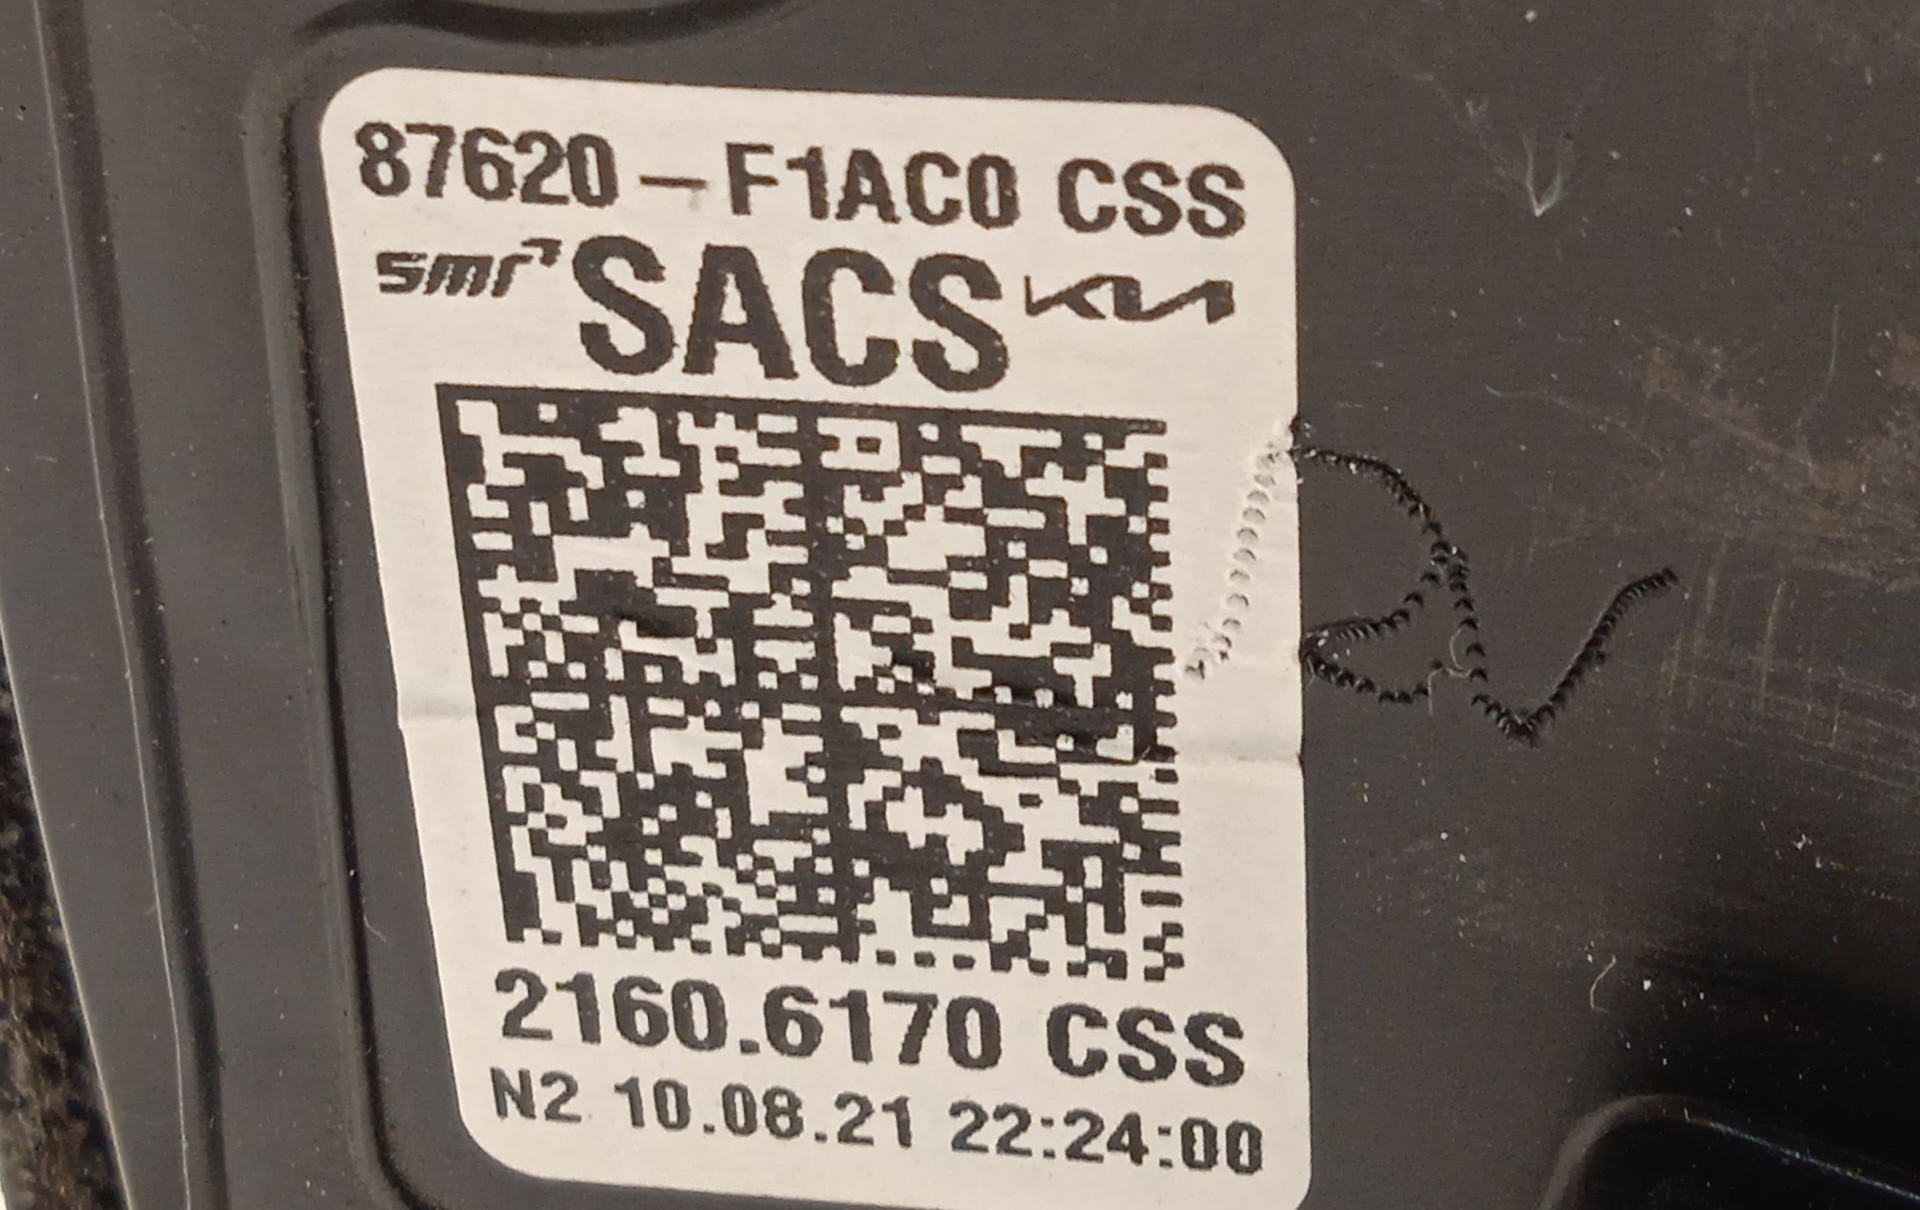 87620-F1AC0 CSS
smr SACS KIA
2160.6170 CSS
N2 10.08.21 22:24:00